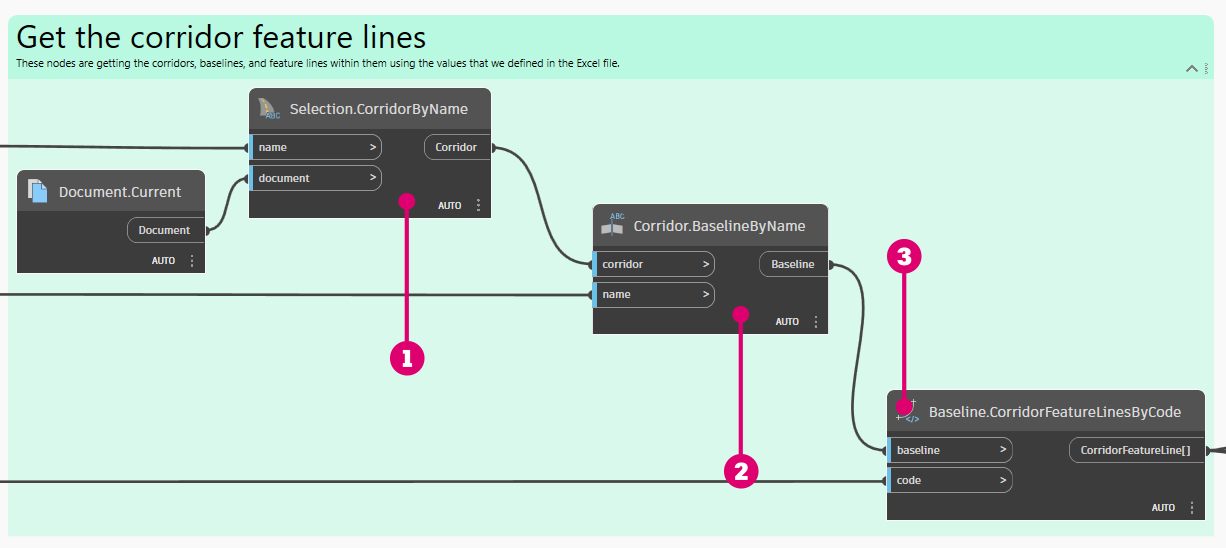 Get the corridor feature lines
These nodes are getting the corridors, baselines, and feature lines within them using the values that we defined in the Excel file.
ABC
Selection.CorridorByName
name >
Corridor
document >
AUTO
Document.Current
Document
AUTO
1
ABC
Corridor.BaselineByName
corridor >
Baseline
name >
AUTO
2
3
</>
Baseline.CorridorFeatureLinesByCode
baseline >
CorridorFeatureLine[]
code >
AUTO